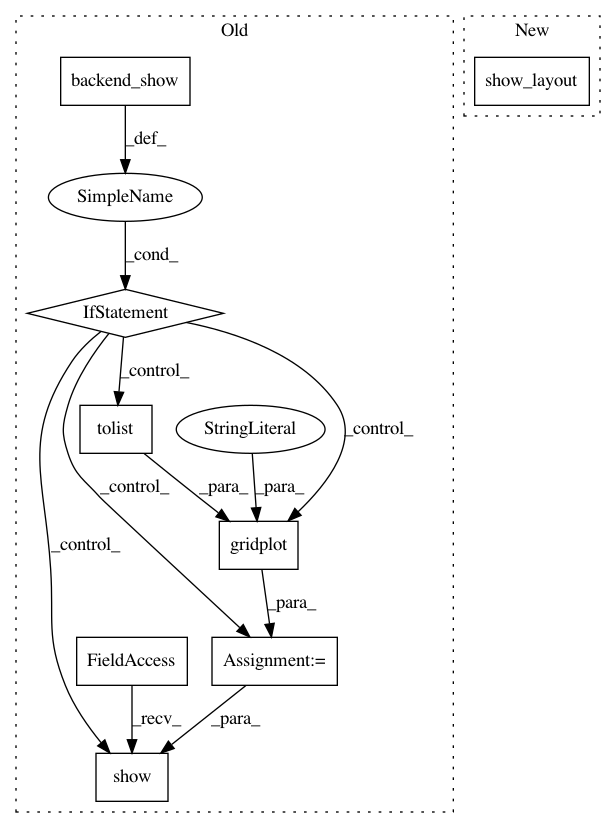 Old
New
backend_show
show_layout
_def_
SimpleName
_cond_
IfStatement
_control_
tolist
StringLiteral
_control_
_control_
_para_
_para_
_control_
gridplot
_para_
FieldAccess
Assignment:=
_recv_
_para_
show